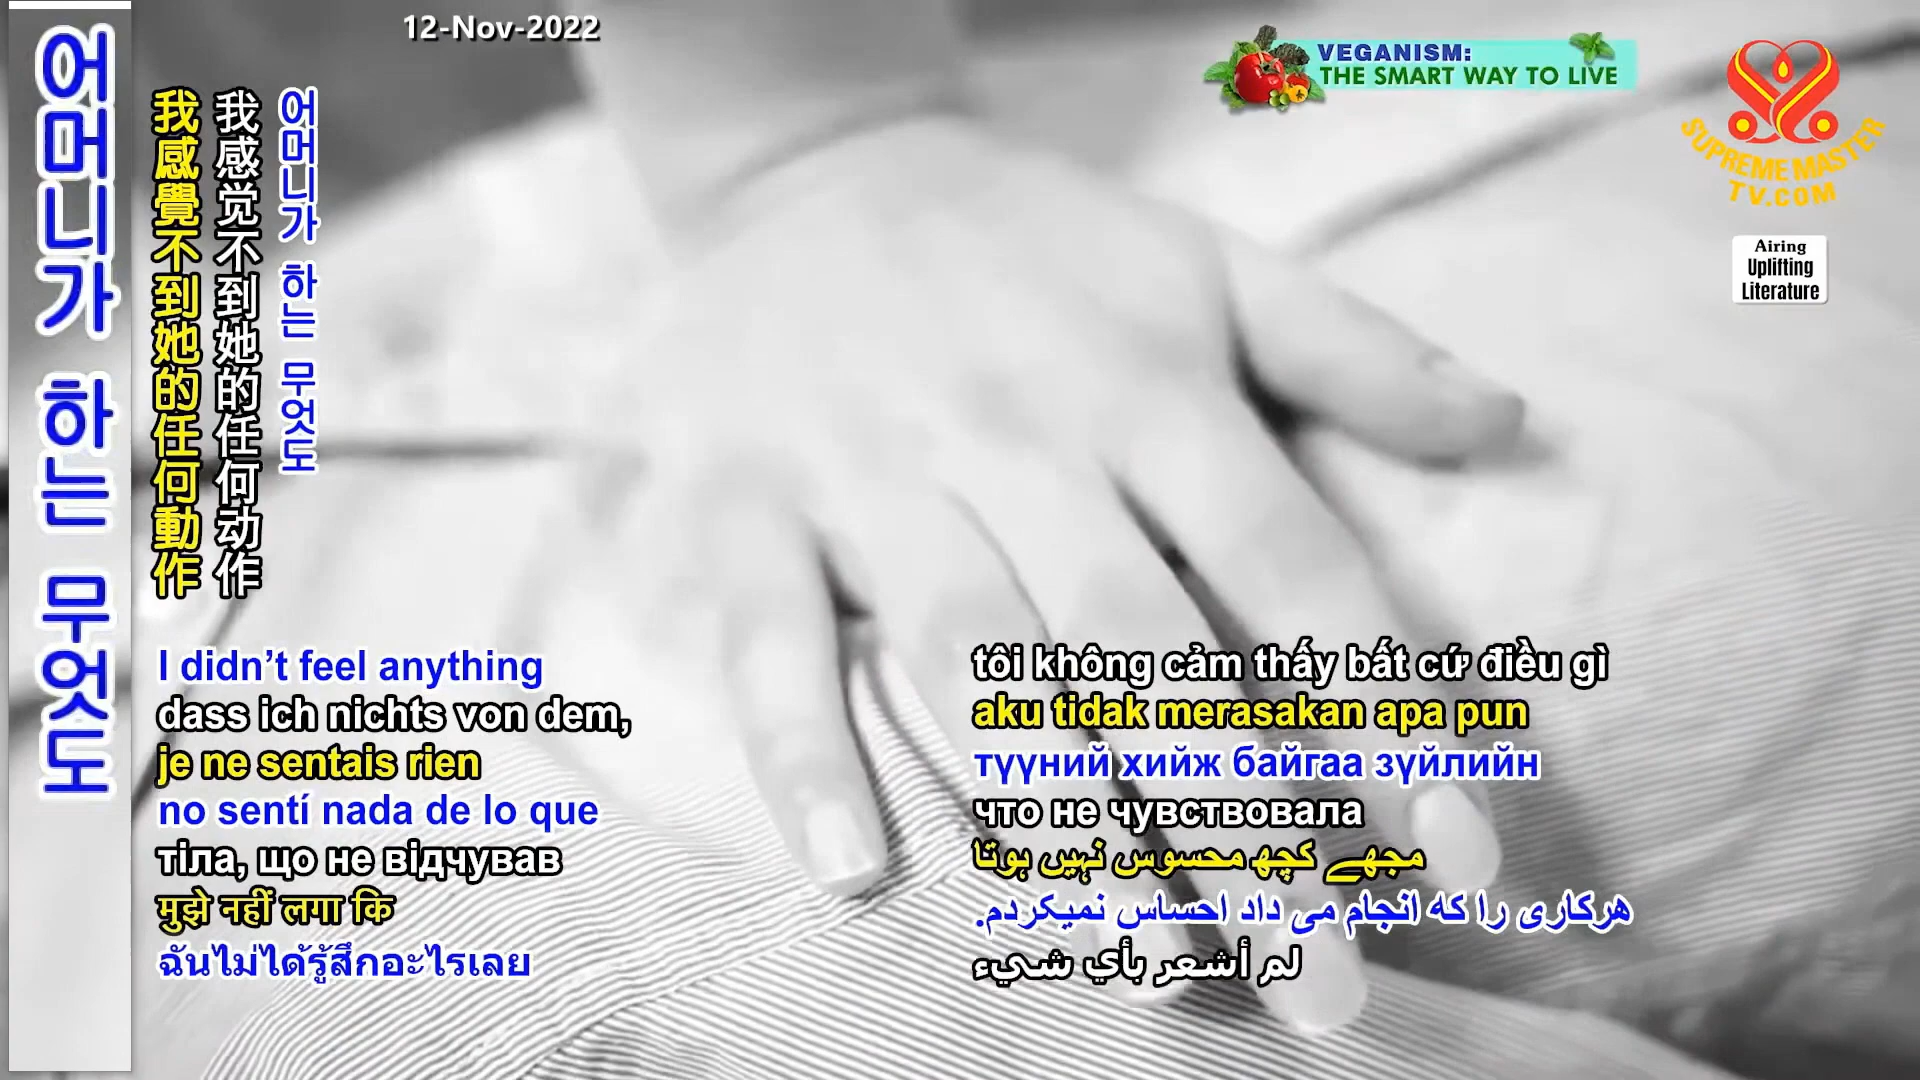 12-Nov-2022
VEGANISM:
THE SMART WAY TO LIVE
SUPREME MASTER
TV.COM
Airing
Uplifting
Literature
어머니가 하는 무엇도
我感覺不到她的任何動作
我感觉不到她的任何动作
어머니가 하는 무엇도
I didn’t feel anything
dass ich nichts von dem,
je ne sentais rien
no sentí nada de lo que
тіла, що не відчував
मुझे नहीं लगा कि
ฉันไม่ได้รู้สึกอะไรเลย
tôi không cảm thấy bất cứ điều gì
aku tidak merasakan apa pun
түүний хийж байгаа зүйлийн
что не чувствовала
مجھے کچھ محسوس نہیں ہوتا
هرکاری را که انجام می داد احساس نمیکردم.
لم أشعر بأي شيء